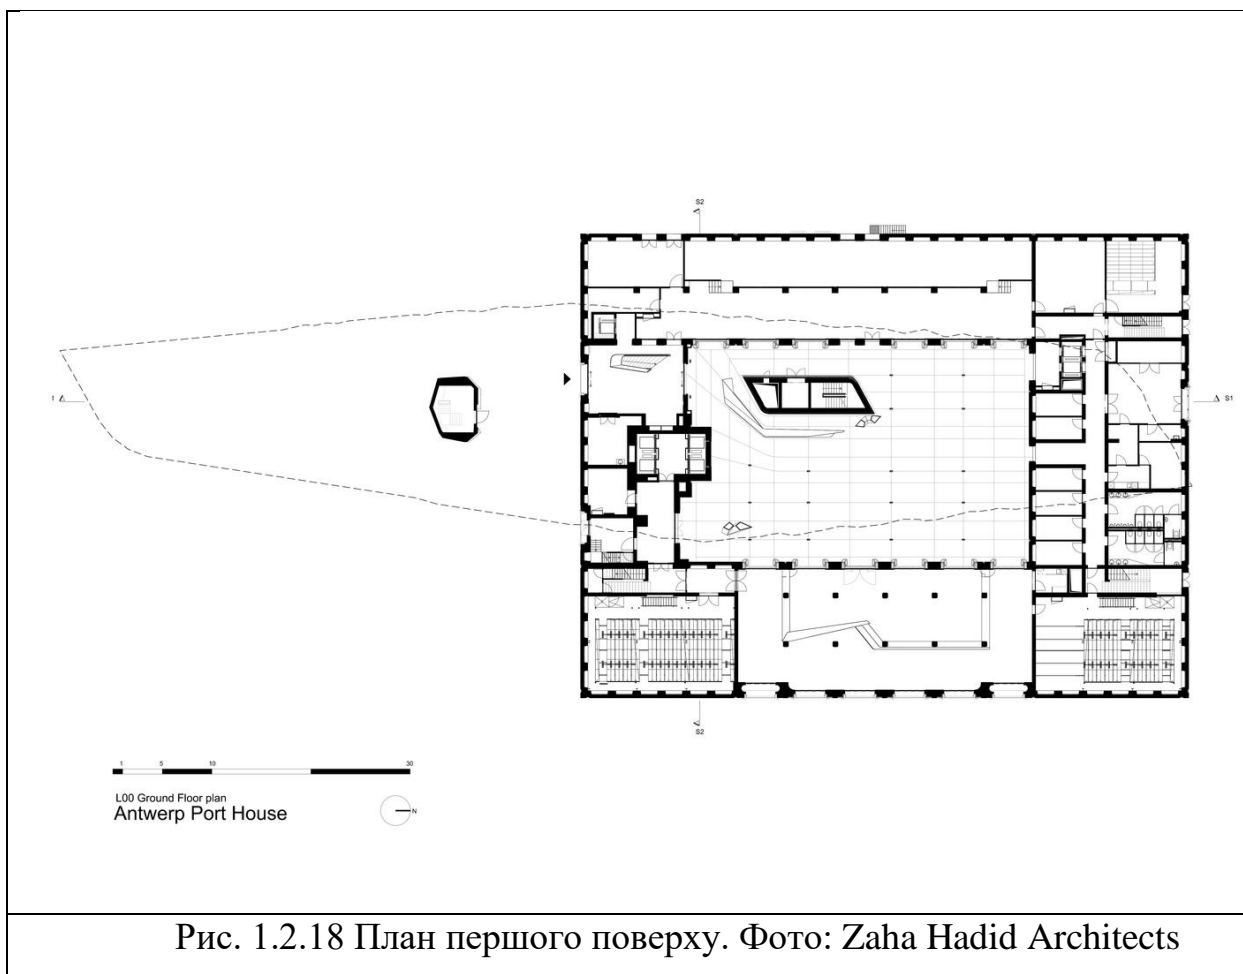 S2
1
S1
S2
1 5 10 30
L00 Ground Floor plan
Antwerp Port House
N
Рис. 1.2.18 План першого поверху. Фото: Zaha Hadid Architects